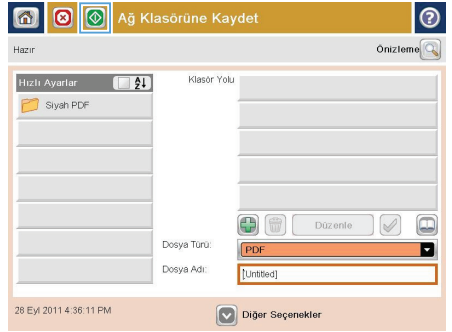 Ağ Klasörüne Kaydet
?
Hazır
Önizleme
Hızlı Ayarlar
Klasör Yolu
Siyah PDF
Düzenle
Dosya Türü:
PDF
Dosya Adı:
[Untitled]
28 Eyl 2011 4:36:11 PM
Diğer Seçenekler